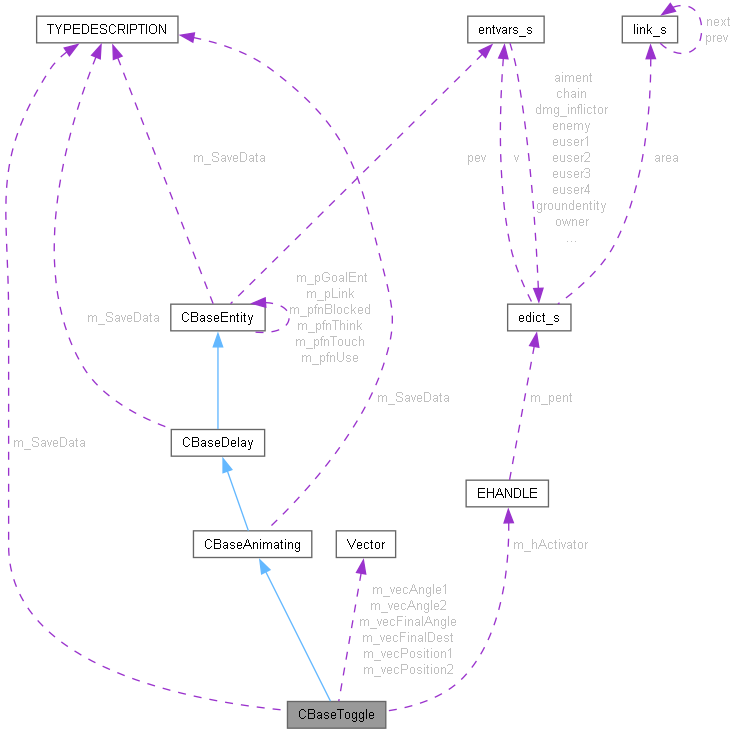 TYPEDESCRIPTION
entvars_s
link_s
next
prev
aiment
chain
dmg_inflictor
enemy
euser1
euser2
euser3
euser4
groundentity
owner
...
m_SaveData
pev
v
area
m_pGoalEnt
m_pLink
m_pfnBlocked
m_pfnThink
m_pfnTouch
m_pfnUse
CBaseEntity
edict_s
m_SaveData
m_SaveData
m_pent
m_SaveData
CBaseDelay
EHANDLE
CBaseAnimating
Vector
m_hActivator
m_vecAngle1
m_vecAngle2
m_vecFinalAngle
m_vecFinalDest
m_vecPosition1
m_vecPosition2
CBaseToggle